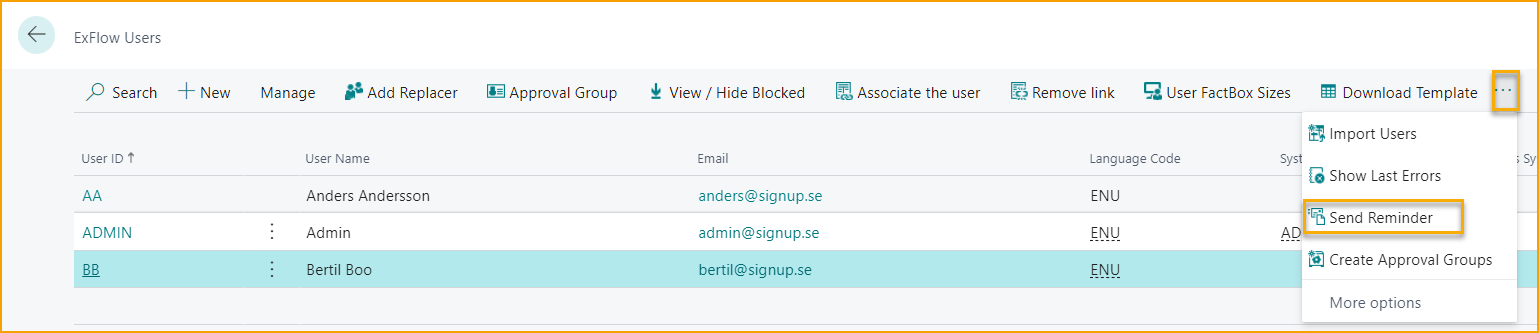 ExFlow Users
Search New Manage Add Replacer Approval Group View / Hide Blocked Associate the user Remove link User FactBox Sizes Download Template ...
Import Users
User ID ↑ User Name Email Language Code Syst s Sy
Show Last Errors
AA Anders Andersson anders@signup.se ENU
Send Reminder
ADMIN Admin admin@signup.se ENU AD
Create Approval Groups
BB Bertil Boo bertil@signup.se ENU
More options